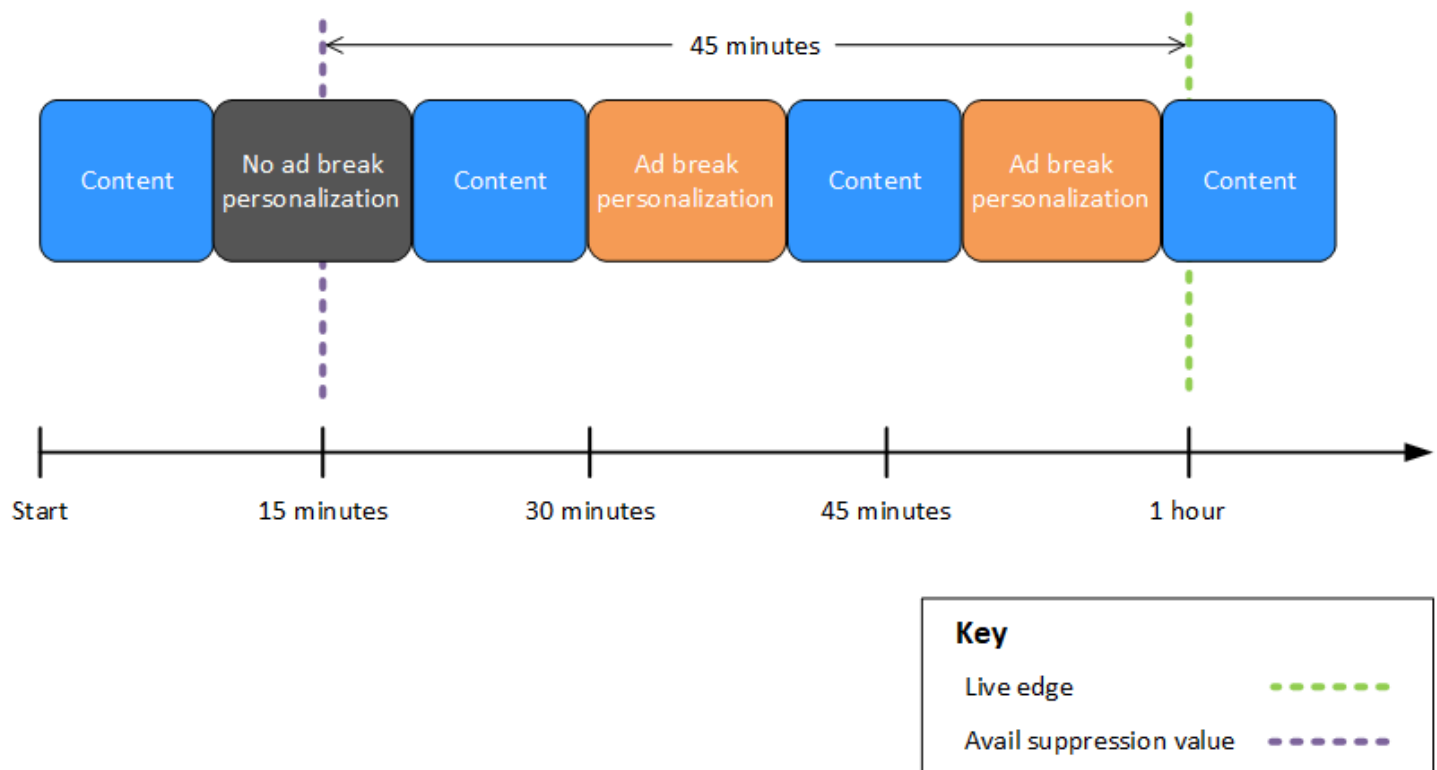 45 minutes
Content
No ad break
personalization
Content
Ad break
personalization
Content
Ad break
personalization
Content
Start
15 minutes
30 minutes
45 minutes
1 hour
Key
Live edge
Avail suppression value